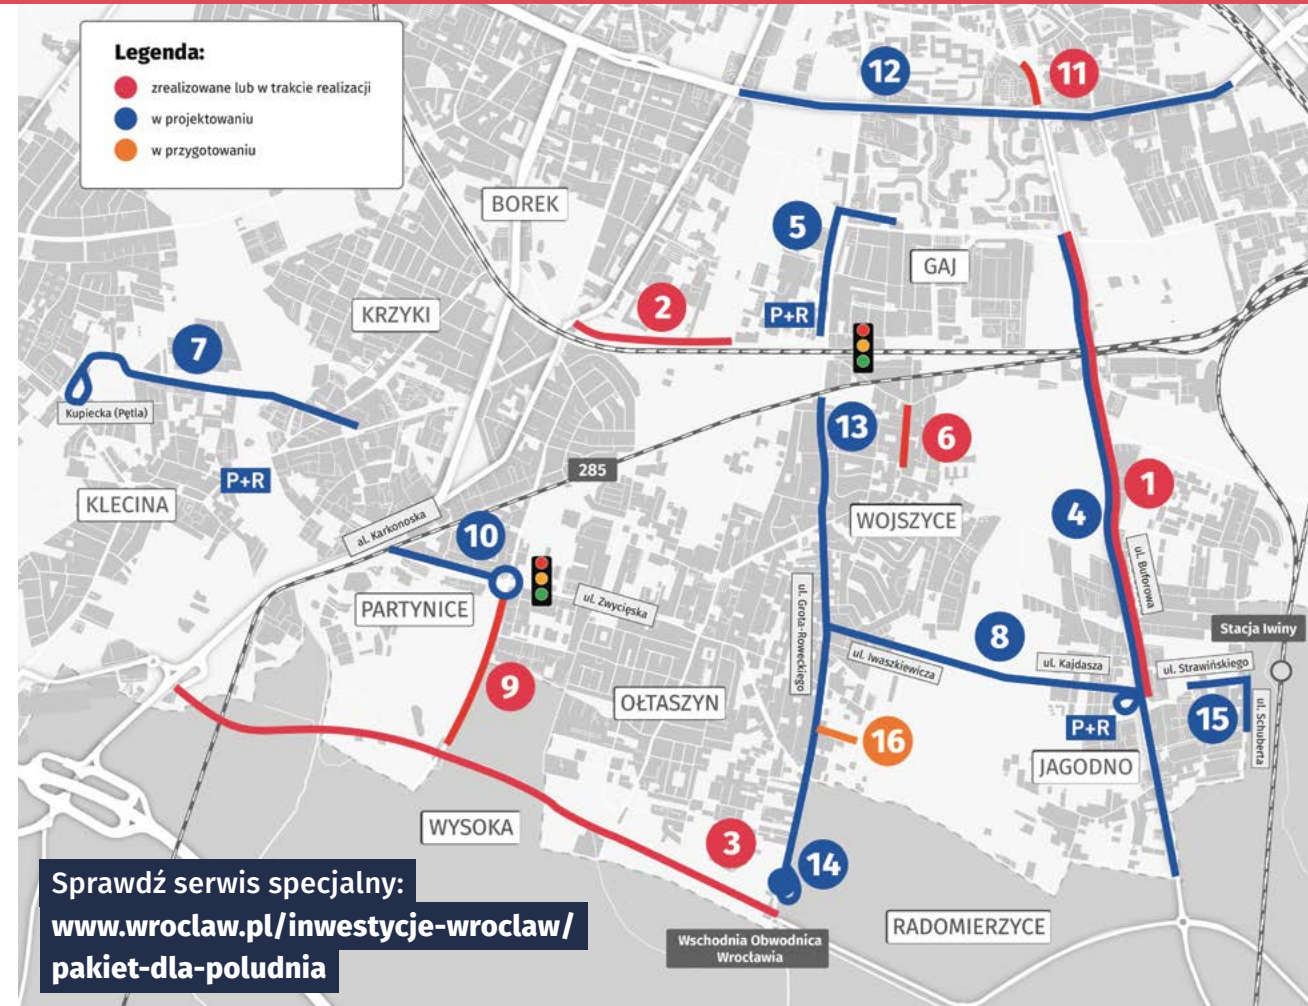 Legenda:
zrealizowane lub w trakcie realizacji
w projektowaniu
w przygotowaniu
12
11
BOREK
5
GAJ
2
P+R
KRZYKI
7
Kupiecka (Pętla)
13
6
285
P+R
KLECINA
1
4
WOJSZYCE
al. Karkonoska
10
ul. Buforowa
PARTYNICE
ul. Zwycięska
ul. Grota-Roweckiego
8
Stacja Iwiny
ul. Iwaszkiewicza
ul. Kajdasza
ul. Strawińskiego
9
OŁTASZYN
15
ul. Schuberta
P+R
16
JAGODNO
WYSOKA
3
14
RADOMIERZYCE
Wschodnia Obwodnica
Wrocławia
Sprawdź serwis specjalny:
www.wroclaw.pl/inwestycje-wroclaw/
pakiet-dla-poludnia